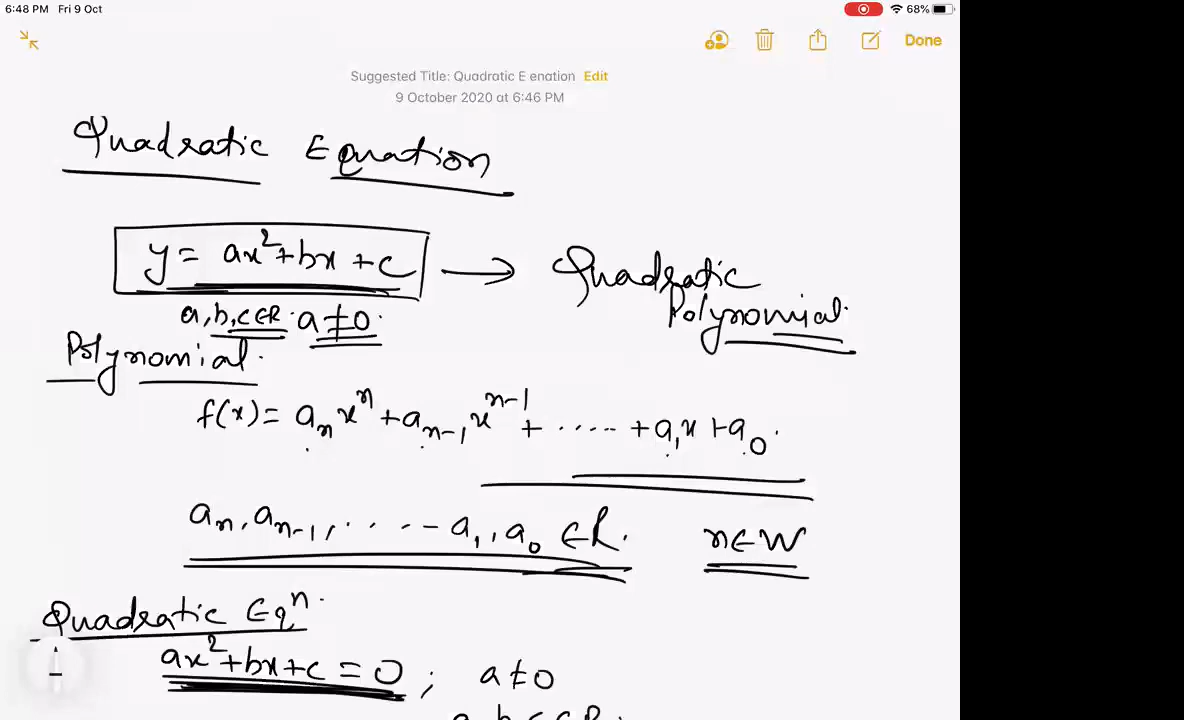 6:48 PM Fri 9 Oct 68%
Done
Suggested Title: Quadratic E enation Edit
9 October 2020 at 6:46 PM
Quadratic Equation
y = ax²+bx+c → Quadratic Polynomial.
a,b,c∈R. a≠0.
Polynomial.
f(x) = aₙxⁿ + aₙ₋₁xⁿ⁻¹ + ..... + a₁x + a₀.
aₙ, aₙ₋₁, . . . . – a₁, a₀ ∈R. n∈W
Quadratic Eqⁿ.
ax²+bx+c = 0 ; a≠0
a,b,c∈R.